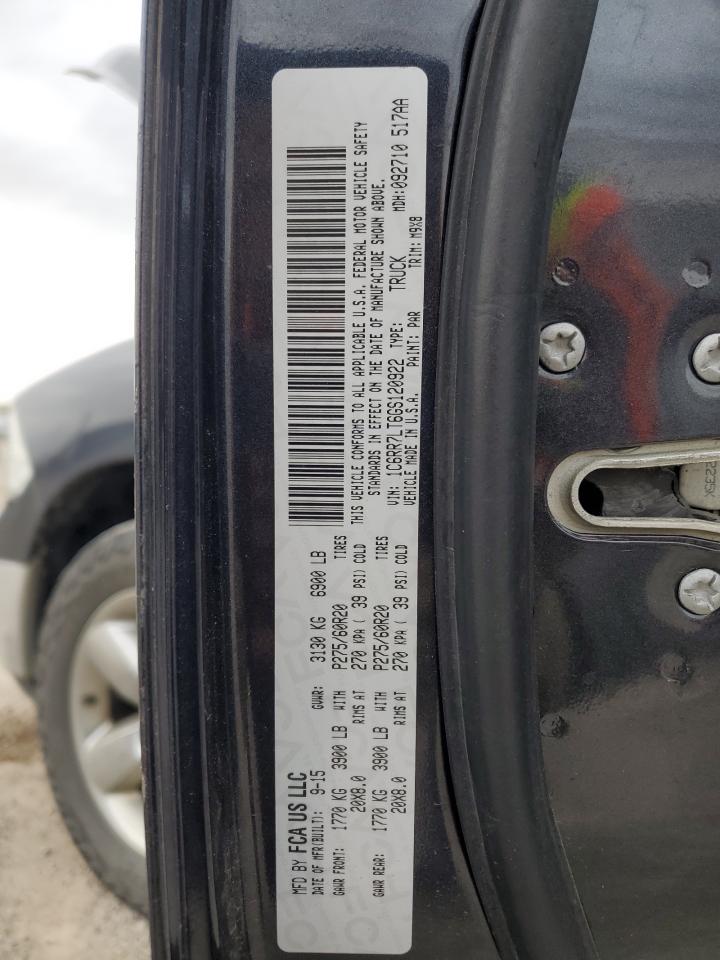 MFD BY FCA US LLC
DATE OF MFR(BUILT): 9-15 GVWR: 3130 KG 6900 LB
GAWR FRONT: 1770 KG 3900 LB WITH P275/60R20 TIRES
20X8.0 RIMS AT 270 KPA( 39 PSI) COLD
GAWR REAR: 1770 KG 3900 LB WITH P275/60R20 TIRES
20X8.0 RIMS AT 270 KPA( 39 PSI) COLD
THIS VEHICLE CONFORMS TO ALL APPLICABLE U.S.A. FEDERAL MOTOR VEHICLE SAFETY
STANDARDS IN EFFECT ON THE DATE OF MANUFACTURE SHOWN ABOVE.
VIN: 1C6RR7LT6GS120922 TYPE: TRUCK MDH:092710 517AA
VEHICLE MADE IN U.S.A. PAINT: PAR TRIM: M9X8